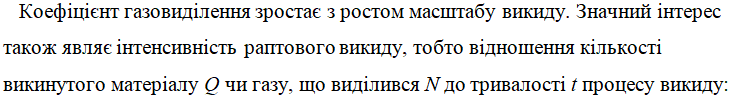 Коефіцієнт газовиділення зростає з ростом масштабу викиду. Значний інтерес
також являє інтенсивність раптового викиду, тобто відношення кількості
викинутого матеріалу Q чи газу, що виділився N до тривалості t процесу викиду: